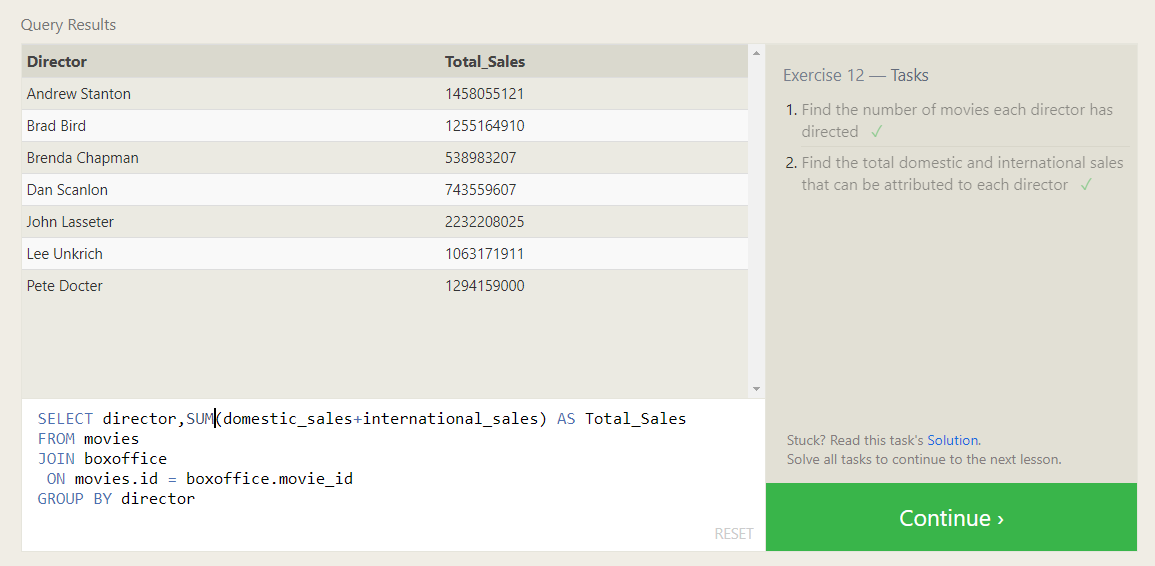 Query Results
Director Total_Sales
Andrew Stanton 1458055121
Brad Bird 1255164910
Brenda Chapman 538983207
Dan Scanlon 743559607
John Lasseter 2232208025
Lee Unkrich 1063171911
Pete Docter 1294159000
SELECT director,SUM(domestic_sales+international_sales) AS Total_Sales
FROM movies
JOIN boxoffice
ON movies.id = boxoffice.movie_id
GROUP BY director
RESET
Exercise 12 — Tasks
1. Find the number of movies each director has
directed ✓
2. Find the total domestic and international sales
that can be attributed to each director ✓
Stuck? Read this task's Solution.
Solve all tasks to continue to the next lesson.
Continue ›